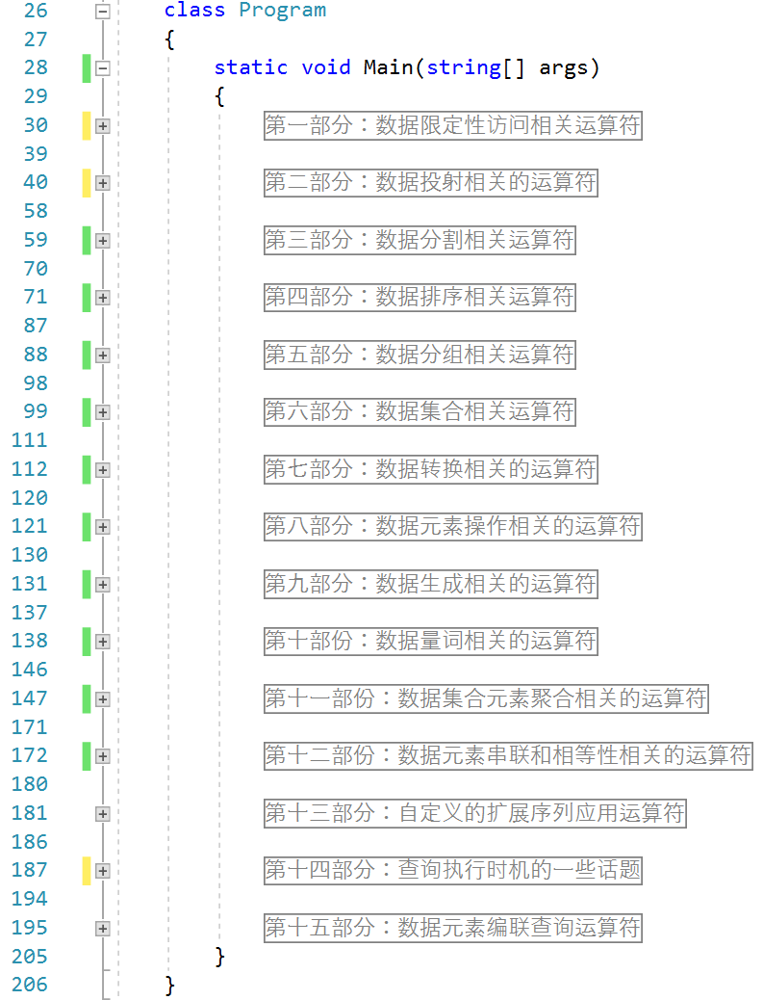 26 class Program
27 {
28 static void Main(string[] args)
29 {
30 第一部分：数据限定性访问相关运算符
39
40 第二部分：数据投射相关的运算符
58
59 第三部分：数据分割相关运算符
70
71 第四部分：数据排序相关运算符
87
88 第五部分：数据分组相关运算符
98
99 第六部分：数据集合相关运算符
111
112 第七部分：数据转换相关的运算符
120
121 第八部分：数据元素操作相关的运算符
130
131 第九部分：数据生成相关的运算符
137
138 第十部份：数据量词相关的运算符
146
147 第十一部份：数据集合元素聚合相关的运算符
171
172 第十二部份：数据元素串联和相等性相关的运算符
180
181 第十三部分：自定义的扩展序列应用运算符
186
187 第十四部分：查询执行时机的一些话题
194
195 第十五部分：数据元素编联查询运算符
205 }
206 }